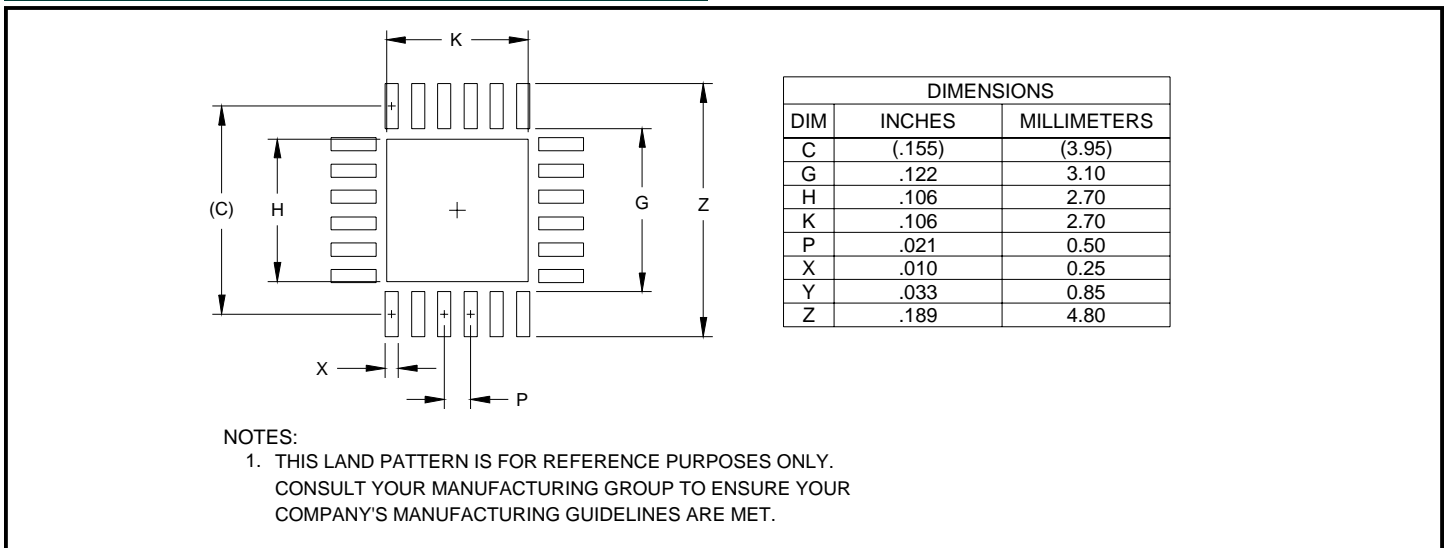 K
(C)
H
G
Z
X
P
DIMENSIONS
DIM INCHES MILLIMETERS
C (.155) (3.95)
G .122 3.10
H .106 2.70
K .106 2.70
P .021 0.50
X .010 0.25
Y .033 0.85
Z .189 4.80
NOTES:
1. THIS LAND PATTERN IS FOR REFERENCE PURPOSES ONLY.
CONSULT YOUR MANUFACTURING GROUP TO ENSURE YOUR
COMPANY'S MANUFACTURING GUIDELINES ARE MET.